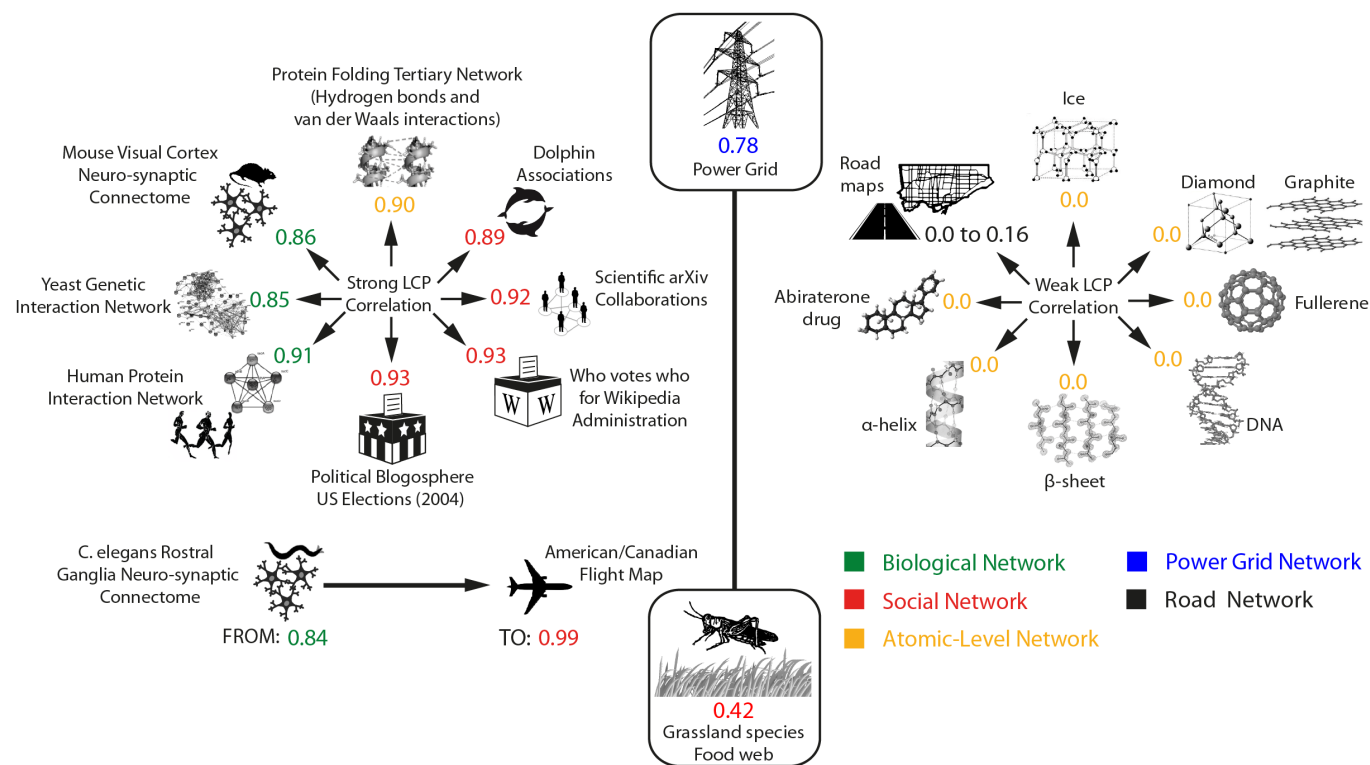 Protein Folding Tertiary Network
(Hydrogen bonds and
van der Waals interactions)
0.90
Mouse Visual Cortex
Neuro-synaptic
Connectome
0.86
Dolphin
Associations
0.89
Yeast Genetic
Interaction Network
0.85
Strong LCP
Correlation
0.92
Scientific arXiv
Collaborations
0.91
Human Protein
Interaction Network
0.93
Political Blogosphere
US Elections (2004)
0.93
W W
Who votes who
for Wikipedia
Administration
C. elegans Rostral
Ganglia Neuro-synaptic
Connectome
FROM: 0.84
American/Canadian
Flight Map
TO: 0.99
0.78
Power Grid
0.42
Grassland species
Food web
Ice
0.0
Road
maps
0.0 to 0.16
Diamond
Graphite
0.0
Abiraterone
drug
0.0
Weak LCP
Correlation
0.0
Fullerene
0.0
α-helix
0.0
β-sheet
0.0
DNA
Biological Network
Social Network
Atomic-Level Network
Power Grid Network
Road Network